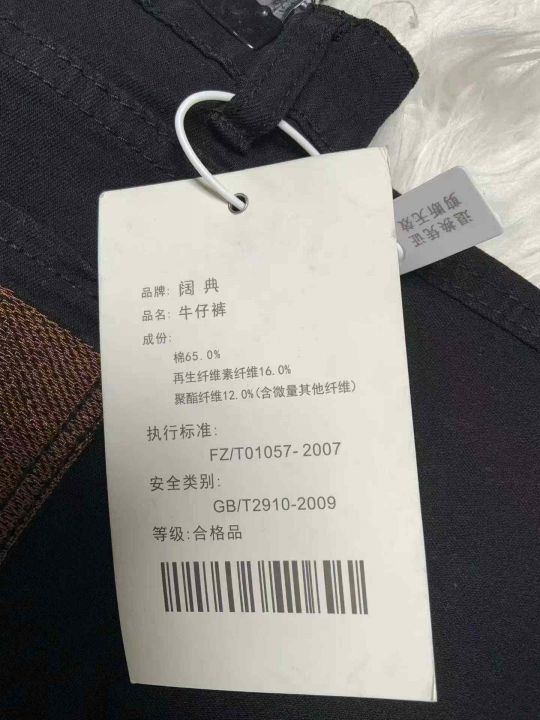 品牌: 阔 典
品名: 牛仔裤
成份:
棉65.0%
再生纤维素纤维16.0%
聚酯纤维12.0%(含微量其他纤维)
执行标准:
FZ/T01057-2007
安全类别:
GB/T2910-2009
等级:合格品
退换凭证
剪断无效